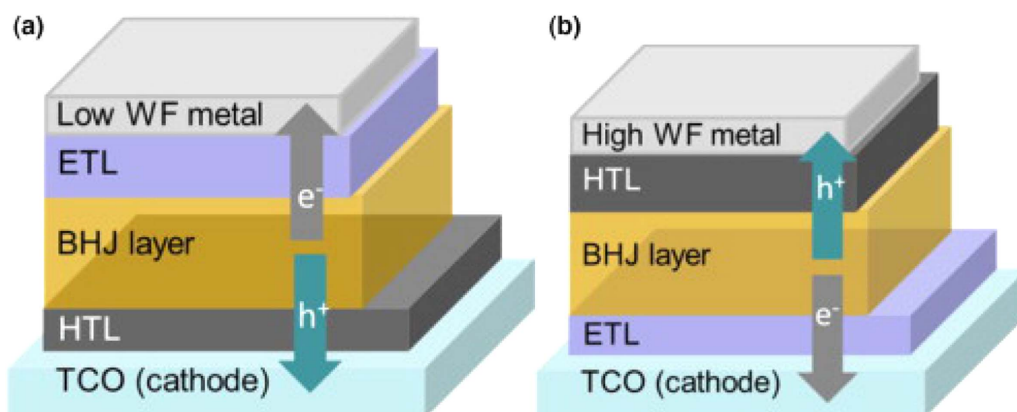 (a)
Low WF metal
ETL
e-
BHJ layer
h+
HTL
TCO (cathode)
(b)
High WF metal
HTL
h+
BHJ layer
e-
ETL
TCO (cathode)